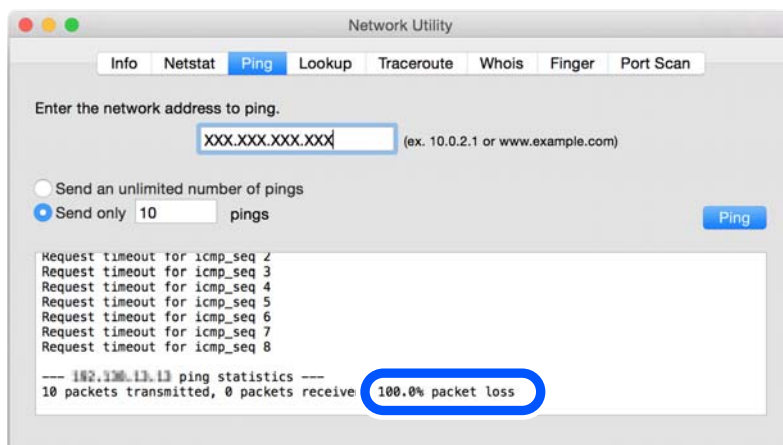 Network Utility
Info Netstat Ping Lookup Traceroute Whois Finger Port Scan
Enter the network address to ping.
XXX.XXX.XXX.XXX (ex. 10.0.2.1 or www.example.com)
Send an unlimited number of pings
Send only 10 pings
Ping
Request timeout for icmp_seq 2
Request timeout for icmp_seq 3
Request timeout for icmp_seq 4
Request timeout for icmp_seq 5
Request timeout for icmp_seq 6
Request timeout for icmp_seq 7
Request timeout for icmp_seq 8
--- ping statistics ---
10 packets transmitted, 0 packets receive 100.0% packet loss